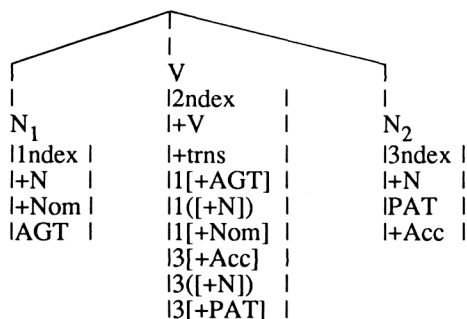 V
|2ndex |
N1 |+V | N2
|1ndex | |+trns | |3ndex |
|+N | |1[+AGT] | |+N |
|+Nom | |1([+N]) | |PAT |
|AGT | |1[+Nom] | |+Acc |
|3[+Acc] |
|3([+N]) |
|3[+PAT] |